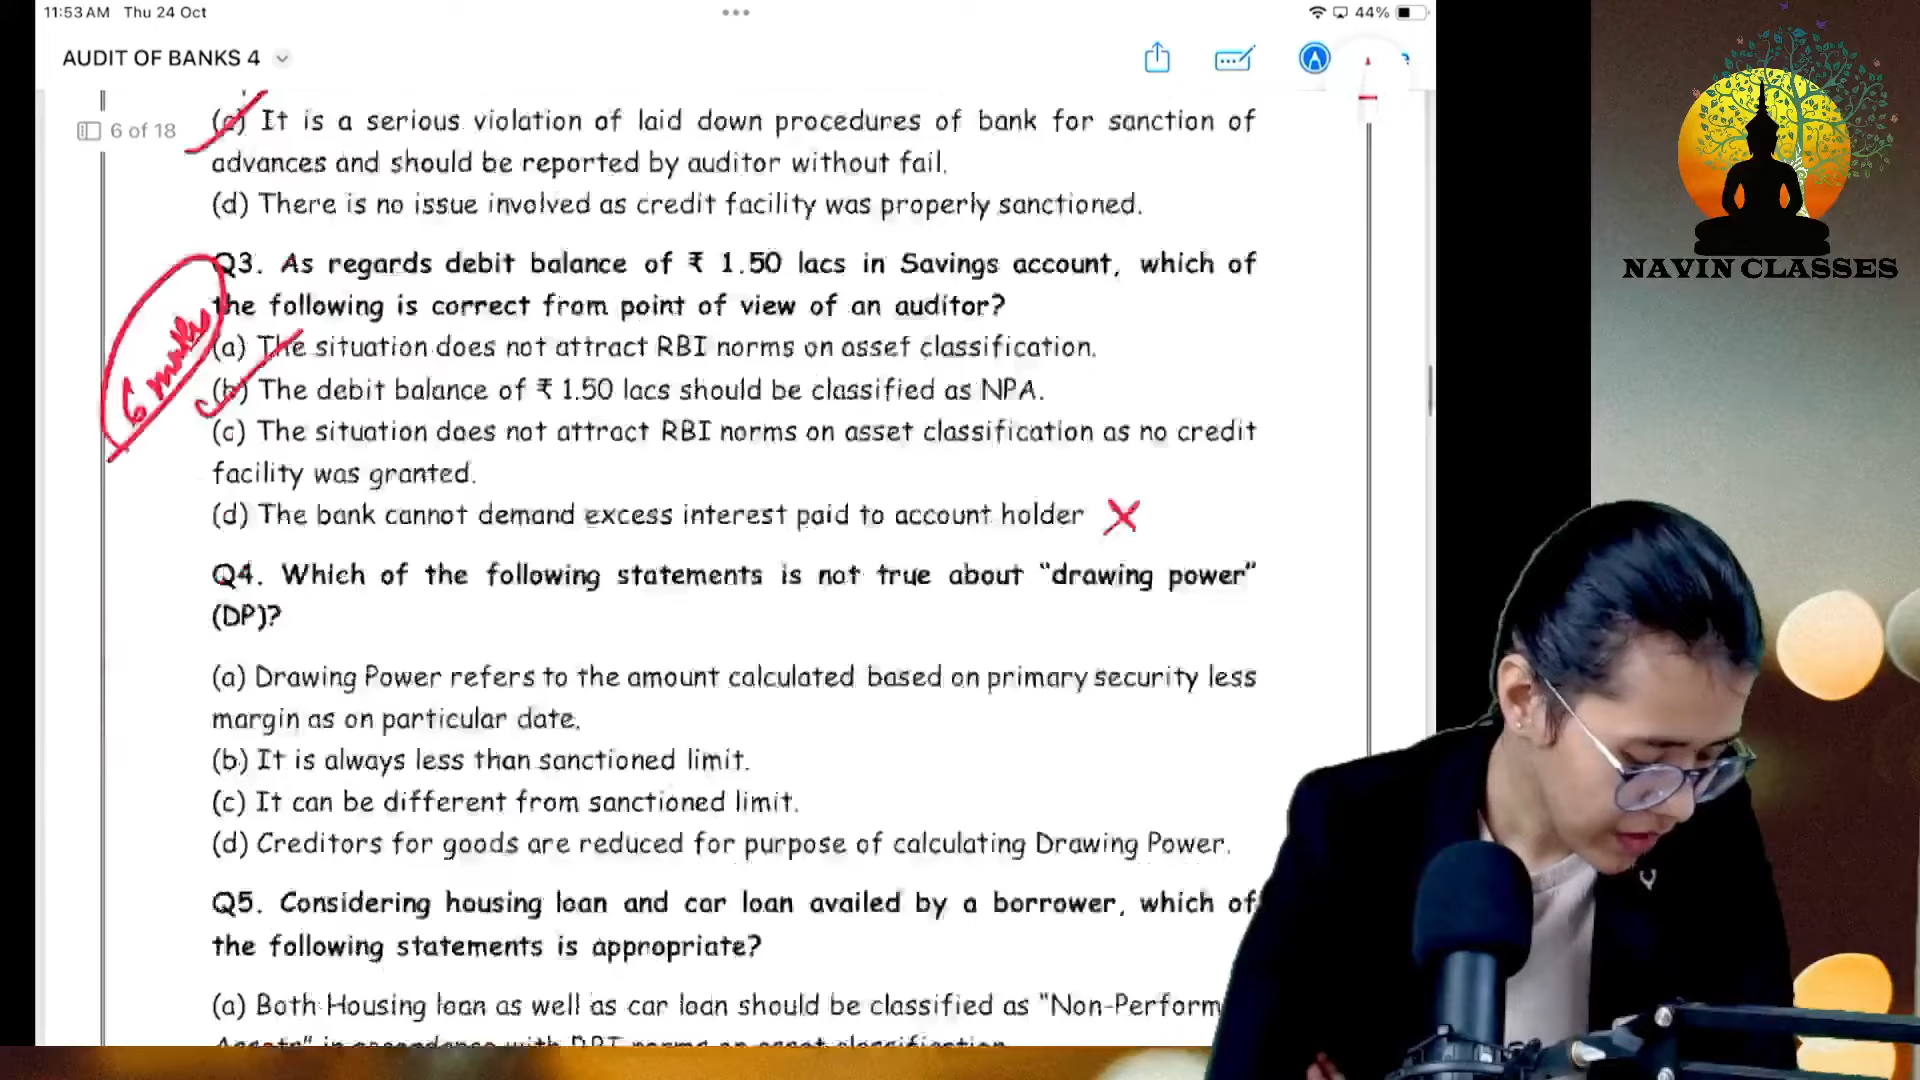 11:53 AM Thu 24 Oct
44%
AUDIT OF BANKS 4
6 of 18
(c) It is a serious violation of laid down procedures of bank for sanction of
advances and should be reported by auditor without fail.
(d) There is no issue involved as credit facility was properly sanctioned.
Q3. As regards debit balance of ₹ 1.50 lacs in Savings account, which of
the following is correct from point of view of an auditor?
6 marks
(a) The situation does not attract RBI norms on asset classification.
(b) The debit balance of ₹ 1.50 lacs should be classified as NPA.
(c) The situation does not attract RBI norms on asset classification as no credit
facility was granted.
(d) The bank cannot demand excess interest paid to account holder
Q4. Which of the following statements is not true about "drawing power"
(DP)?
(a) Drawing Power refers to the amount calculated based on primary security less
margin as on particular date.
(b) It is always less than sanctioned limit.
(c) It can be different from sanctioned limit.
(d) Creditors for goods are reduced for purpose of calculating Drawing Power.
Q5. Considering housing loan and car loan availed by a borrower, which of
the following statements is appropriate?
(a) Both Housing loan as well as car loan should be classified as "Non-Perform
Assets" in accordance with RBI norms on asset classification
NAVIN CLASSES